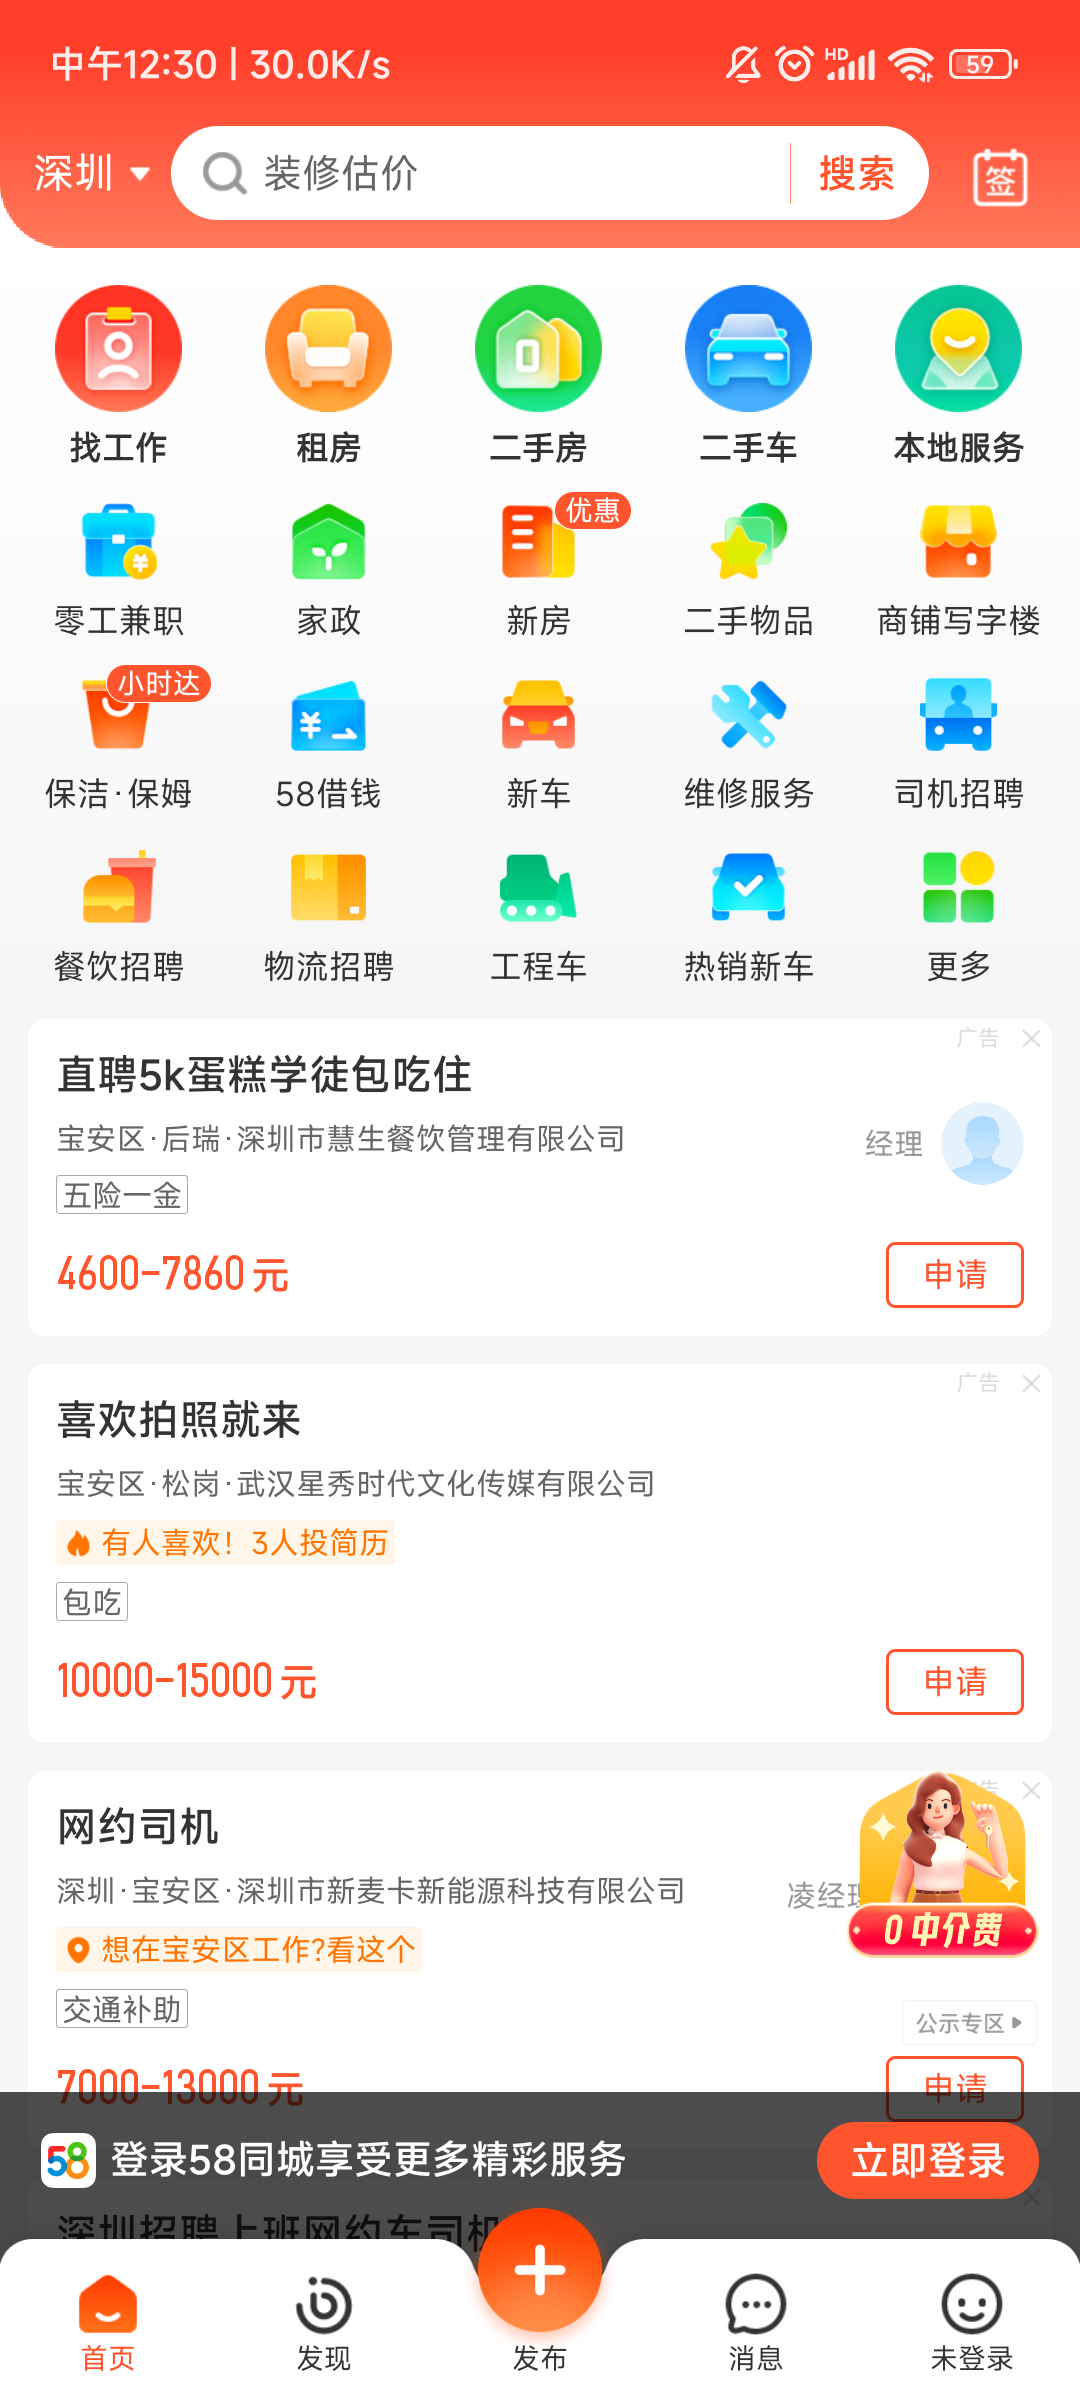 中午12:30 | 30.0K/s
HD
59
深圳
装修估价
搜索
签
找工作
租房
二手房
二手车
本地服务
优惠
零工兼职
家政
新房
二手物品
商铺写字楼
小时达
保洁·保姆
58借钱
新车
维修服务
司机招聘
餐饮招聘
物流招聘
工程车
热销新车
更多
广告
直聘5k蛋糕学徒包吃住
宝安区·后瑞·深圳市慧生餐饮管理有限公司
经理
五险一金
4600-7860 元
申请
广告
喜欢拍照就来
宝安区·松岗·武汉星秀时代文化传媒有限公司
有人喜欢！3人投简历
包吃
10000-15000 元
申请
告
网约司机
深圳·宝安区·深圳市新麦卡新能源科技有限公司
凌经理
0 中介费
想在宝安区工作?看这个
交通补助
公示专区
7000-13000 元
申请
58 登录58同城享受更多精彩服务
立即登录
深圳招聘上班网约车司机
首页
发现
发布
消息
未登录